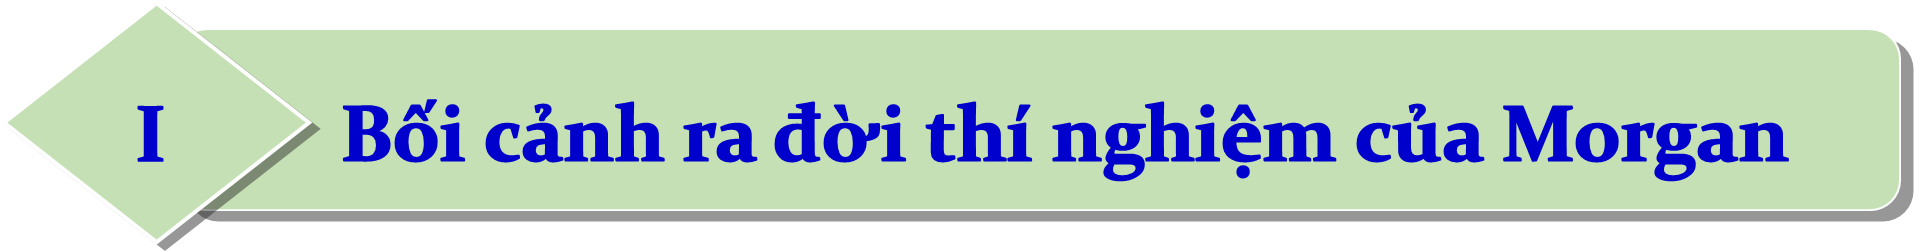 I Bối cảnh ra đời thí nghiệm của Morgan